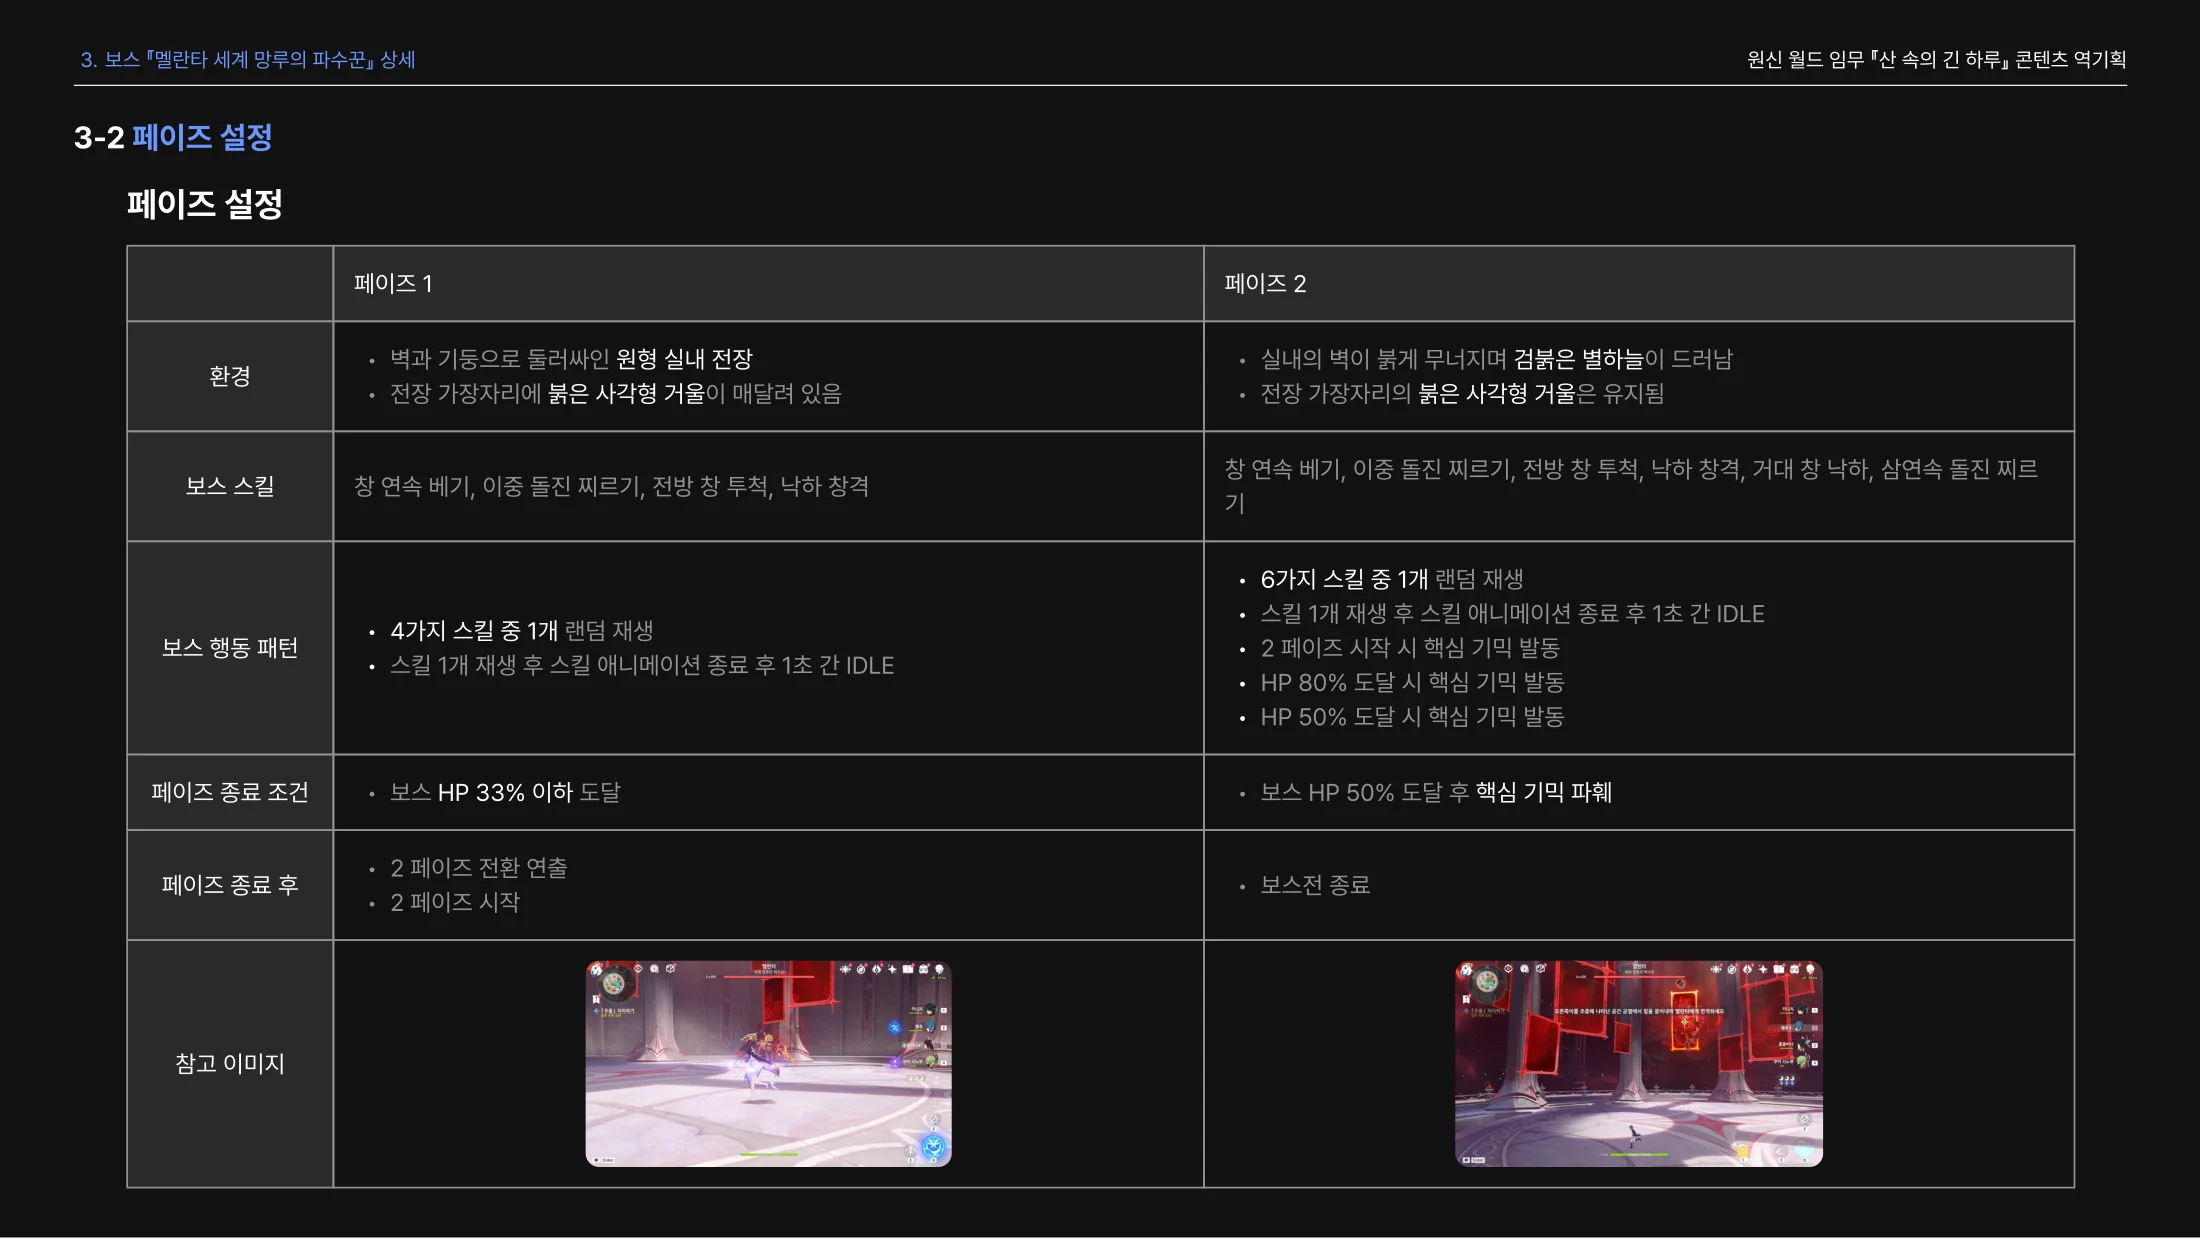 3. 보스 『멜란타 세계 망루의 파수꾼』 상세
원신 월드 임무 『산 속의 긴 하루』 콘텐츠 역기획
3-2 페이즈 설정
페이즈 설정
페이즈 1
페이즈 2
환경
• 벽과 기둥으로 둘러싸인 원형 실내 전장
• 전장 가장자리에 붉은 사각형 거울이 매달려 있음
• 실내의 벽이 붉게 무너지며 검붉은 별하늘이 드러남
• 전장 가장자리의 붉은 사각형 거울은 유지됨
보스 스킬
창 연속 베기, 이중 돌진 찌르기, 전방 창 투척, 낙하 창격
창 연속 베기, 이중 돌진 찌르기, 전방 창 투척, 낙하 창격, 거대 창 낙하, 삼연속 돌진 찌르
기
보스 행동 패턴
• 4가지 스킬 중 1개 랜덤 재생
• 스킬 1개 재생 후 스킬 애니메이션 종료 후 1초 간 IDLE
• 6가지 스킬 중 1개 랜덤 재생
• 스킬 1개 재생 후 스킬 애니메이션 종료 후 1초 간 IDLE
• 2 페이즈 시작 시 핵심 기믹 발동
• HP 80% 도달 시 핵심 기믹 발동
• HP 50% 도달 시 핵심 기믹 발동
페이즈 종료 조건
• 보스 HP 33% 이하 도달
• 보스 HP 50% 도달 후 핵심 기믹 파훼
페이즈 종료 후
• 2 페이즈 전환 연출
• 2 페이즈 시작
• 보스전 종료
참고 이미지
멜란타
멜란타